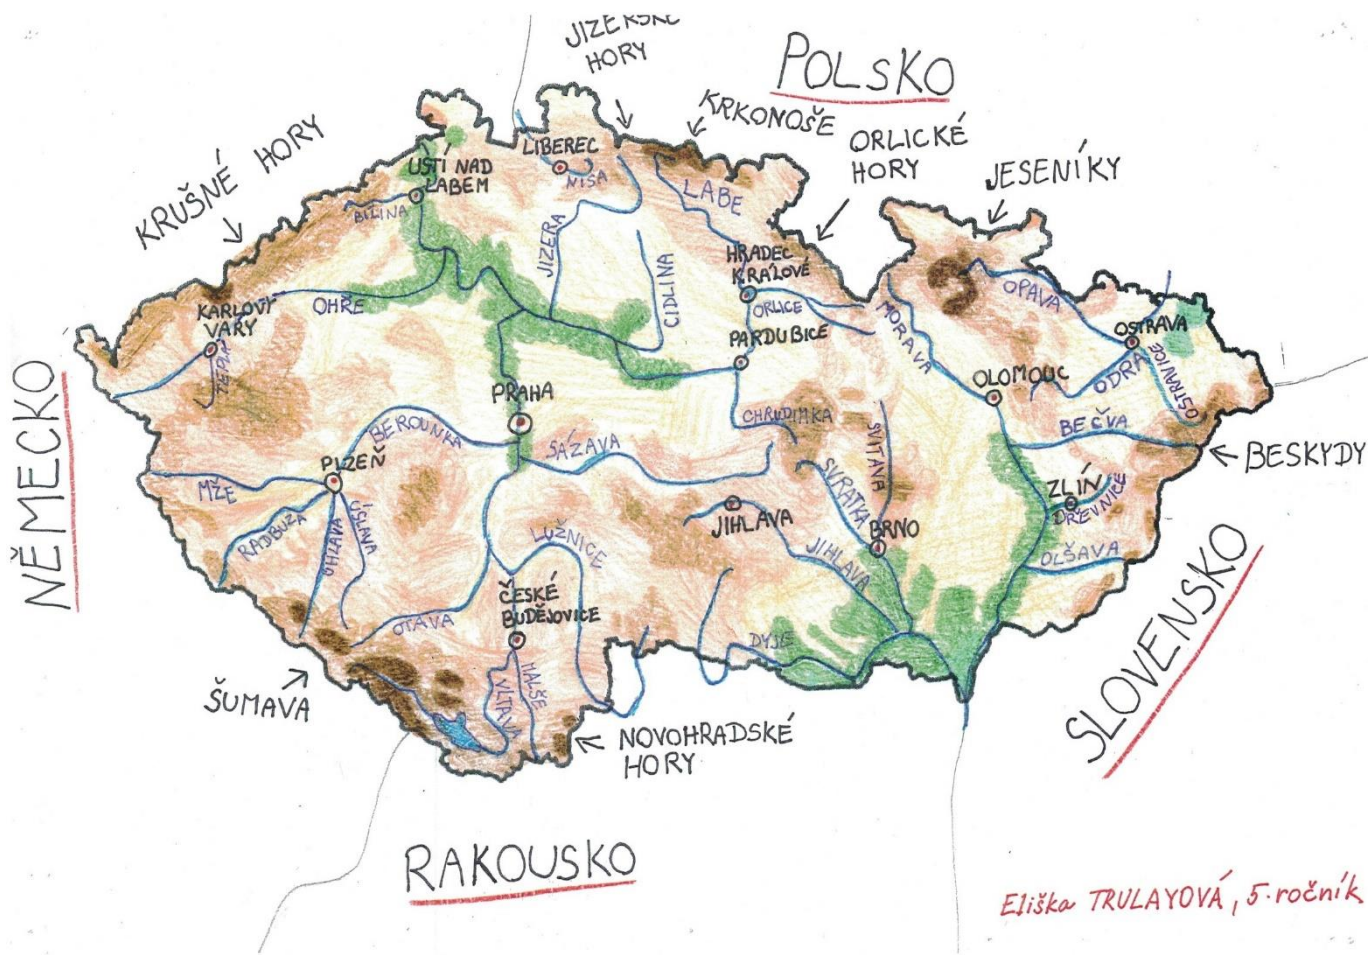 JIZERSKÉ
HORY
POLSKO
KRKONOŠE
ORLICKÉ
HORY
JESENÍKY
KRUŠNÉ HORY
ÚSTÍ NAD
LABEM
LIBEREC
NISA
BÍLINA
LABE
JIZERA
CIDLINA
HRADEC
KRÁLOVÉ
ORLICE
PARDUBICE
OHŘE
KARLOVY
VARY
TEPLÁ
MORAVA
OPAVA
OSTRAVA
ODRA
OSTRAVICE
OLOMOUC
BEČVA
BESKYDY
NĚMECKO
PRAHA
BEROUNKA
PLZEŇ
MŽE
RADBUZA
ÚHLAVA
ÚSLAVA
SÁZAVA
CHRUDIMKA
SVRATKA
SVITAVA
BRNO
JIHLAVA
JIHLAVA
ZLÍN
DŘEVNICE
OLŠAVA
SLOVENSKO
LUŽNICE
ČESKÉ
BUDĚJOVICE
OTAVA
VLTAVA
MALŠE
DYJE
ŠUMAVA
NOVOHRADSKÉ
HORY
RAKOUSKO
Eliška TRULAYOVÁ, 5. ročník